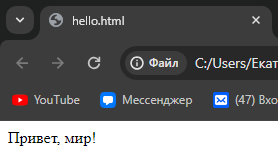 hello.html
Файл C:/Users/Екат
YouTube Мессенджер (47) Вхо
Привет, мир!